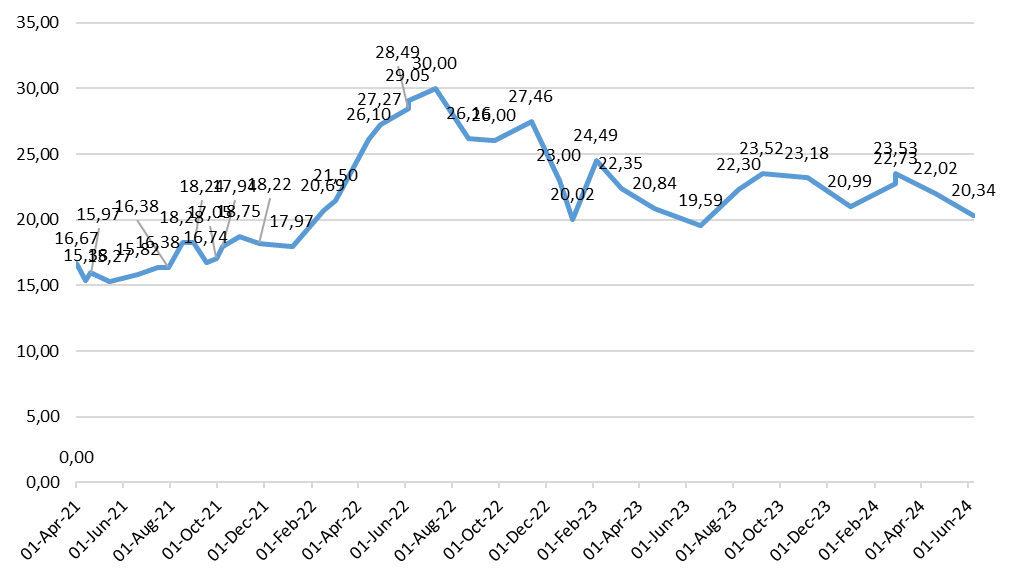 35,00
30,00
25,00
20,00
15,00
10,00
5,00
0,00
0,00
16,67
15,38
15,97
15,27
15,82
16,38
16,38
18,28
18,24
16,74
17,05
17,94
18,75
18,22
17,97
20,69
21,50
26,10
27,27
28,49
29,05
30,00
26,16
26,00
27,46
23,00
20,02
24,49
22,35
20,84
19,59
22,30
23,52
23,18
20,99
22,73
23,53
22,02
20,34
01-Apr-21
01-Jun-21
01-Aug-21
01-Oct-21
01-Dec-21
01-Feb-22
01-Apr-22
01-Jun-22
01-Aug-22
01-Oct-22
01-Dec-22
01-Feb-23
01-Apr-23
01-Jun-23
01-Aug-23
01-Oct-23
01-Dec-23
01-Feb-24
01-Apr-24
01-Jun-24